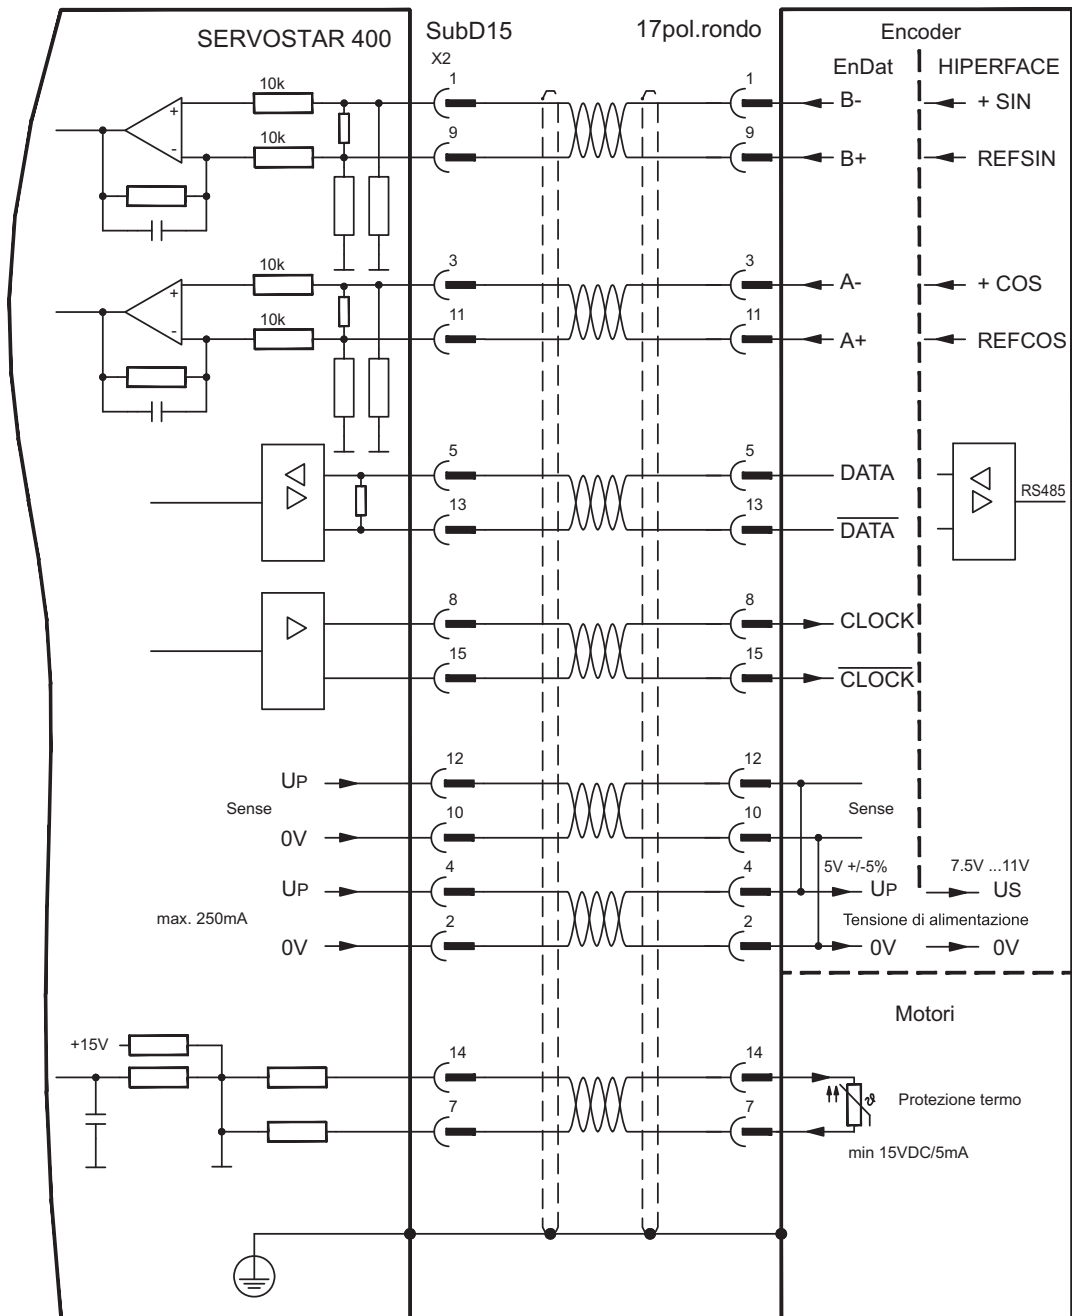 SERVOSTAR 400
SubD15
17pol.rondo
Encoder
X2
EnDat
HIPERFACE
10k
+
1
1
B-
+ SIN
10k
-
9
9
B+
REFSIN
10k
+
3
3
A-
+ COS
10k
-
11
11
A+
REFCOS
5
5
DATA
RS485
13
13
DATA
8
8
CLOCK
15
15
CLOCK
UP
12
12
Sense
Sense
0V
10
10
UP
4
4
5V +/-5%
UP
7.5V ...11V
US
max. 250mA
Tensione di alimentazione
0V
2
2
0V
0V
Motori
+15V
14
14
ϑ
Protezione termo
7
7
min 15VDC/5mA